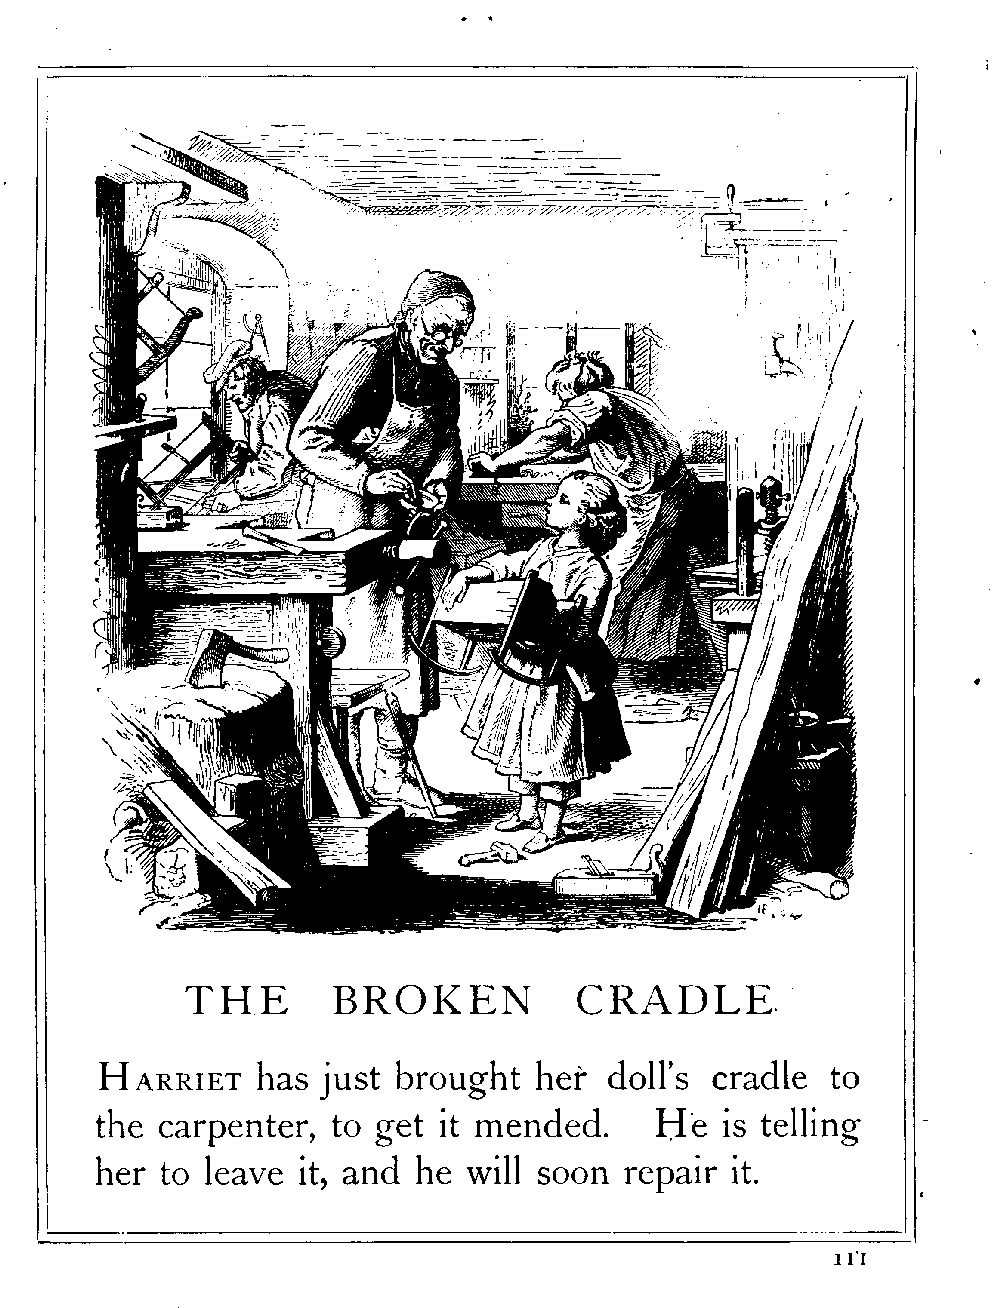 THE BROKEN CRADLE.
HARRIET has just brought her doll's cradle to
the carpenter, to get it mended. He is telling
her to leave it, and he will soon repair it.
111